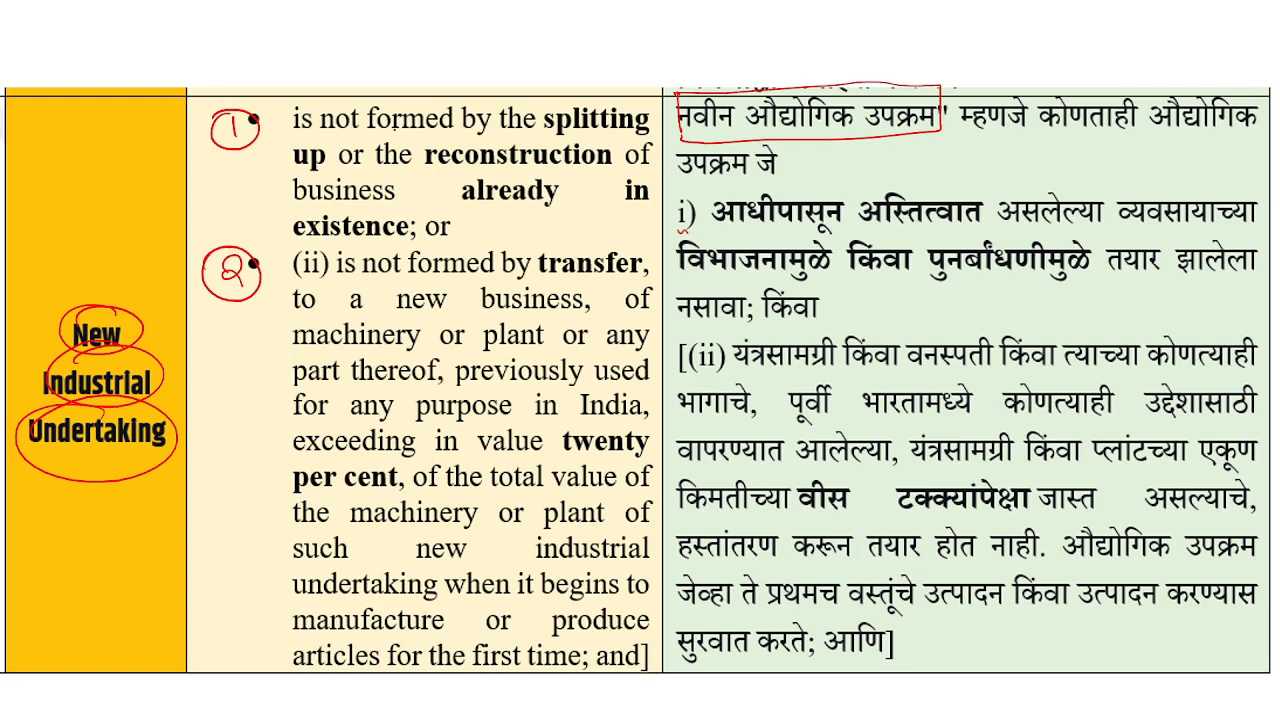 New
Industrial
Undertaking
1
is not formed by the splitting
up or the reconstruction of
business already in
existence; or
2
(ii) is not formed by transfer,
to a new business, of
machinery or plant or any
part thereof, previously used
for any purpose in India,
exceeding in value twenty
per cent, of the total value of
the machinery or plant of
such new industrial
undertaking when it begins to
manufacture or produce
articles for the first time; and]
नवीन औद्योगिक उपक्रम" म्हणजे कोणताही औद्योगिक
उपक्रम जे
i) आधीपासून अस्तित्वात असलेल्या व्यवसायाच्या
विभाजनामुळे किंवा पुनर्बांधणीमुळे तयार झालेला
नसावा; किंवा
[(ii) यंत्रसामग्री किंवा वनस्पती किंवा त्याच्या कोणत्याही
भागाचे, पूर्वी भारतामध्ये कोणत्याही उद्देशासाठी
वापरण्यात आलेल्या, यंत्रसामग्री किंवा प्लांटच्या एकूण
किमतीच्या वीस टक्क्यांपेक्षा जास्त असल्याचे,
हस्तांतरण करून तयार होत नाही. औद्योगिक उपक्रम
जेव्हा ते प्रथमच वस्तूंचे उत्पादन किंवा उत्पादन करण्यास
सुरवात करते; आणि]